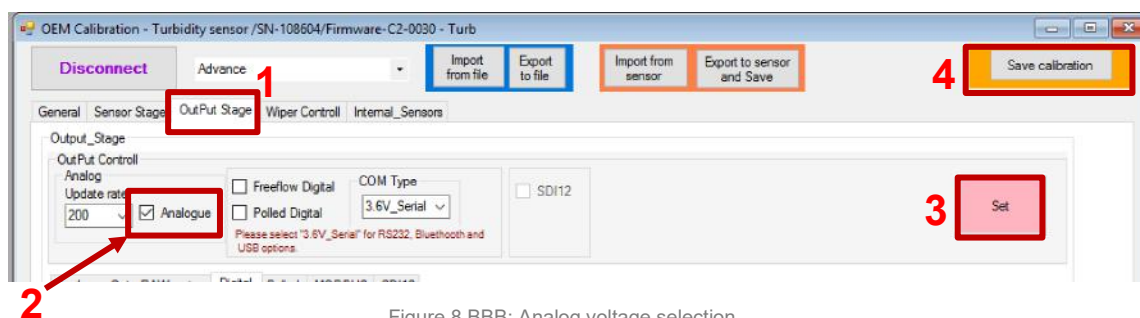 OEM Calibration - Turbidity sensor /SN-108604/Firmware-C2-0030 - Turb
Disconnect
Advance
Import from file
Export to file
Import from sensor
Export to sensor and Save
Save calibration
1
4
General Sensor Stage OutPut Stage Wiper Controll Internal_Sensors
Output_Stage
OutPut Controll
Analog
Update rate
200
Analogue
Freeflow Digital
Polled Digital
COM Type
3.6V_Serial
SDI12
Please select "3.6V_Serial" for RS232, Bluethooth and
USB options.
3
Set
Digital
2
Figure 8 BBB: Analog voltage selection